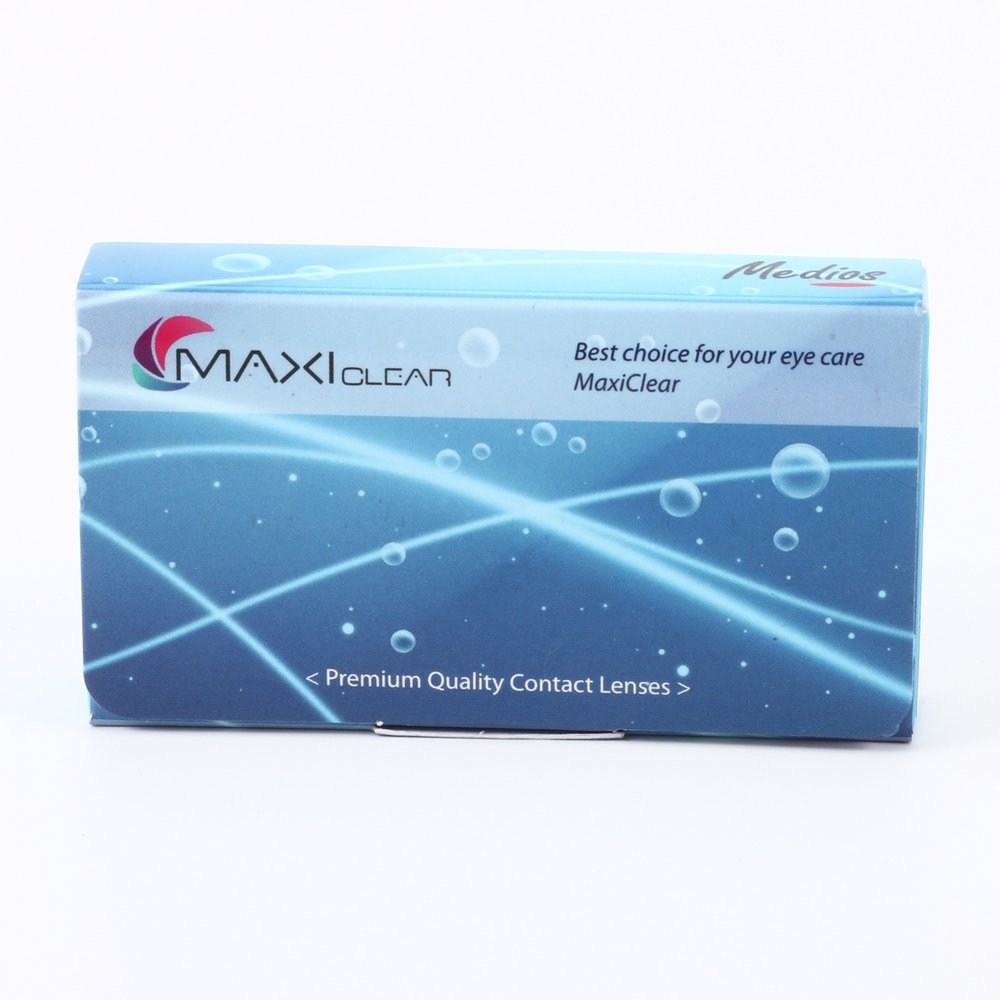 Medios
MAXI CLEAR
Best choice for your eye care
MaxiClear
< Premium Quality Contact Lenses >